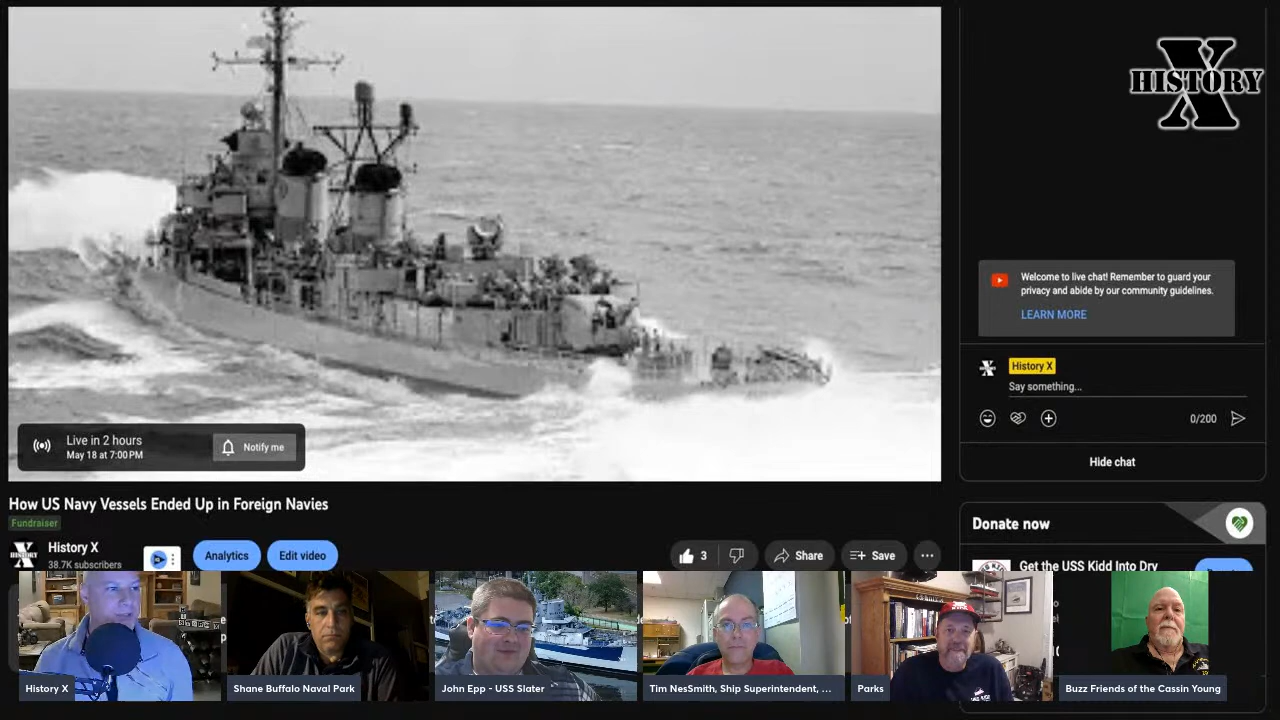 X
HISTORY
Welcome to live chat! Remember to guard your
privacy and abide by our community guidelines.
LEARN MORE
History X
Say something...
0/200
Hide chat
Live in 2 hours
May 18 at 7:00 PM
Notify me
How US Navy Vessels Ended Up in Foreign Navies
Fundraiser
Donate now
HISTORY
History X
38.7K subscribers
Analytics
Edit video
3
Share
Save
...
Get the USS Kidd Into Dry
History X
Shane Buffalo Naval Park
John Epp - USS Slater
Tim NesSmith, Ship Superintendent, ...
Parks
Buzz Friends of the Cassin Young